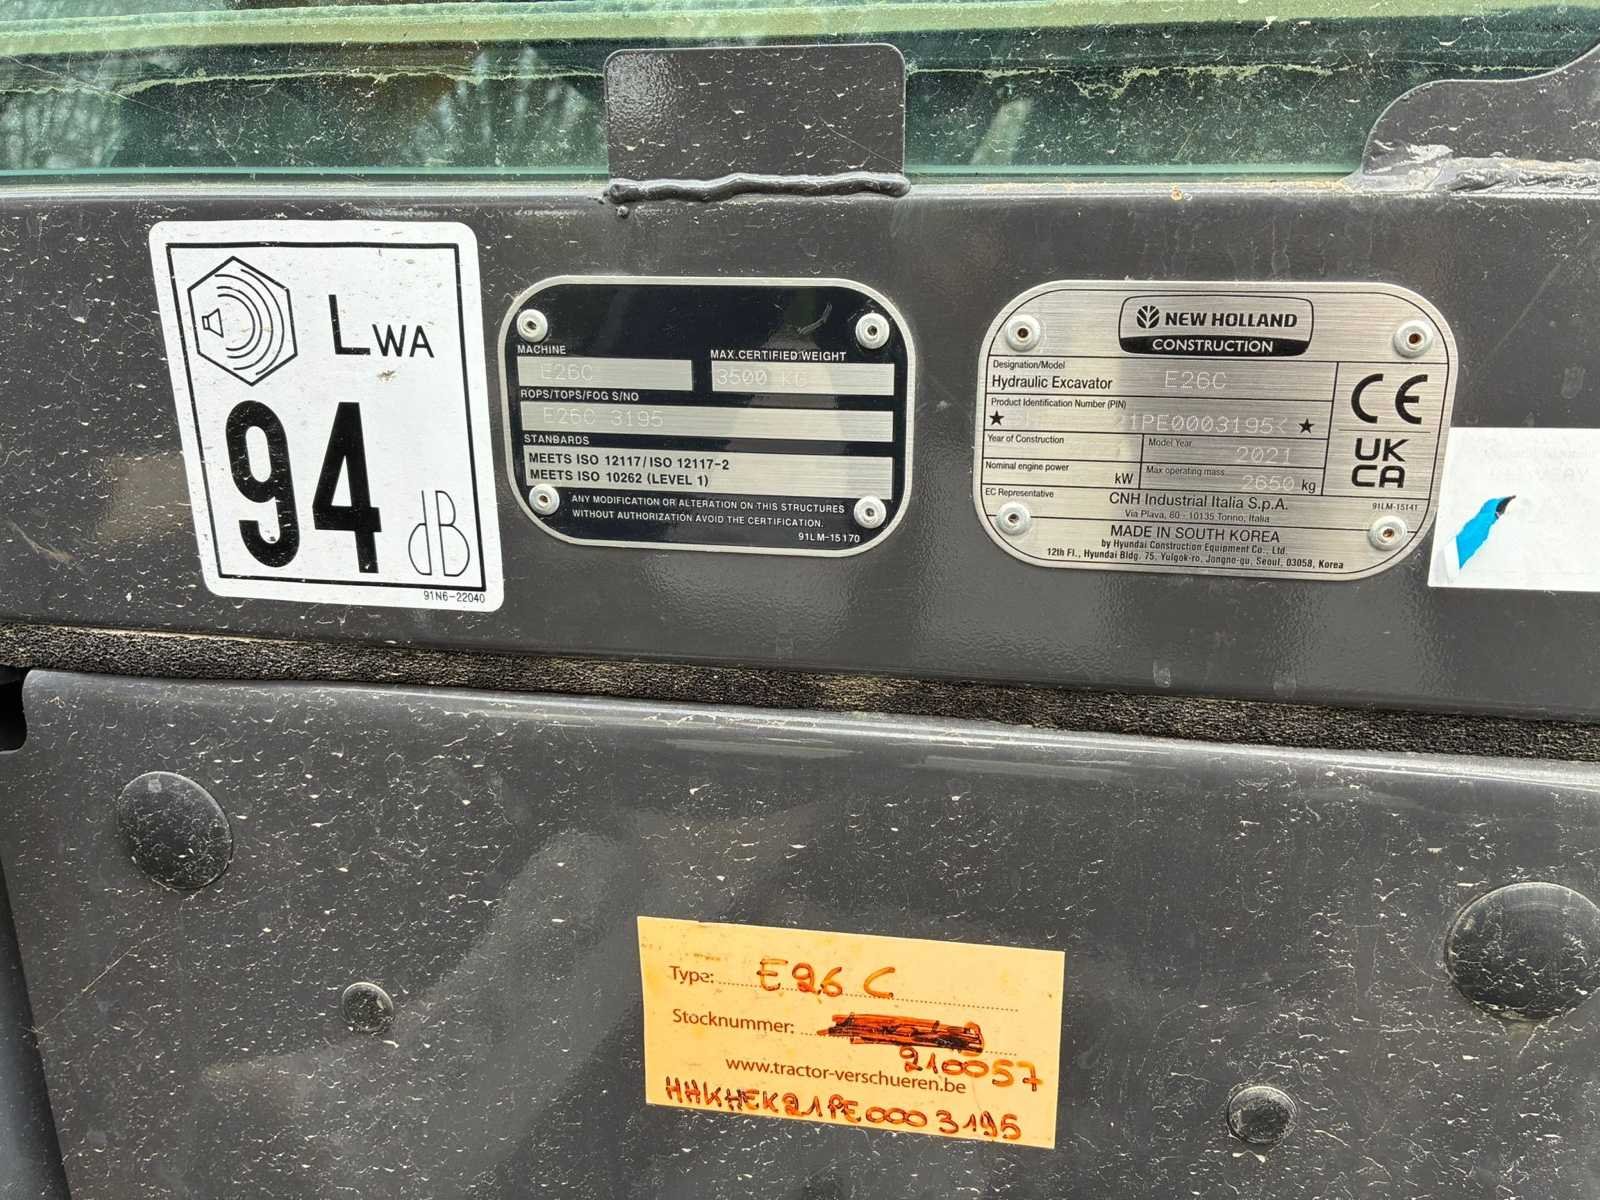 LWA
94 dB
91N6-22040
MACHINE
E26C
MAX.CERTIFIED WEIGHT
3500 KG
ROPS/TOPS/FOG S/NO
E26C 3195
STANDARDS
MEETS ISO 12117/ISO 12117-2
MEETS ISO 10262 (LEVEL 1)
ANY MODIFICATION OR ALTERATION ON THIS STRUCTURES
WITHOUT AUTHORIZATION AVOID THE CERTIFICATION.
91LM-15170
NEW HOLLAND
CONSTRUCTION
Designation/Model
Hydraulic Excavator E26C
Product Identification Number (PIN)
★ 21PE0003195< ★
Year of Construction
Model Year
2021
Nominal engine power
kW
Max operating mass
2650 kg
CE
UK
CA
EC Representative
CNH Industrial Italia S.p.A.
Via Plava, 80 - 10135 Torino, Italia
91LM-15141
MADE IN SOUTH KOREA
by Hyundai Construction Equipment Co., Ltd.
12th Fl., Hyundai Bldg. 75, Yulgok-ro, Jongno-gu, Seoul, 03058, Korea
Type: E26C
Stocknummer:
210057
www.tractor-verschueren.be
HHKHEK21PE0003195